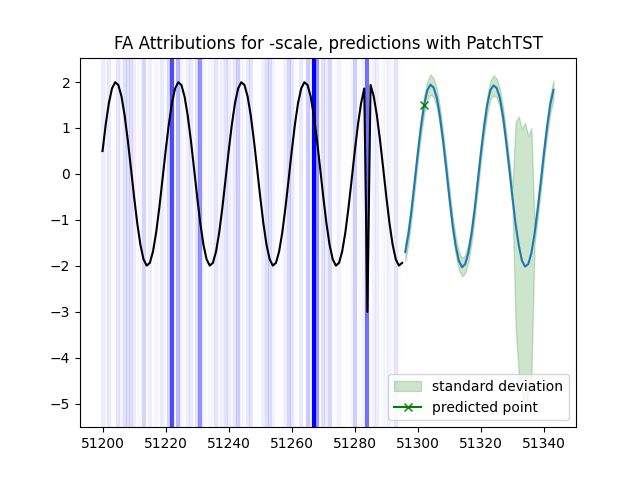 FA Attributions for -scale, predictions with PatchTST
2
1
0
−1
−2
−3
−4
−5
standard deviation
predicted point
51200 51220 51240 51260 51280 51300 51320 51340